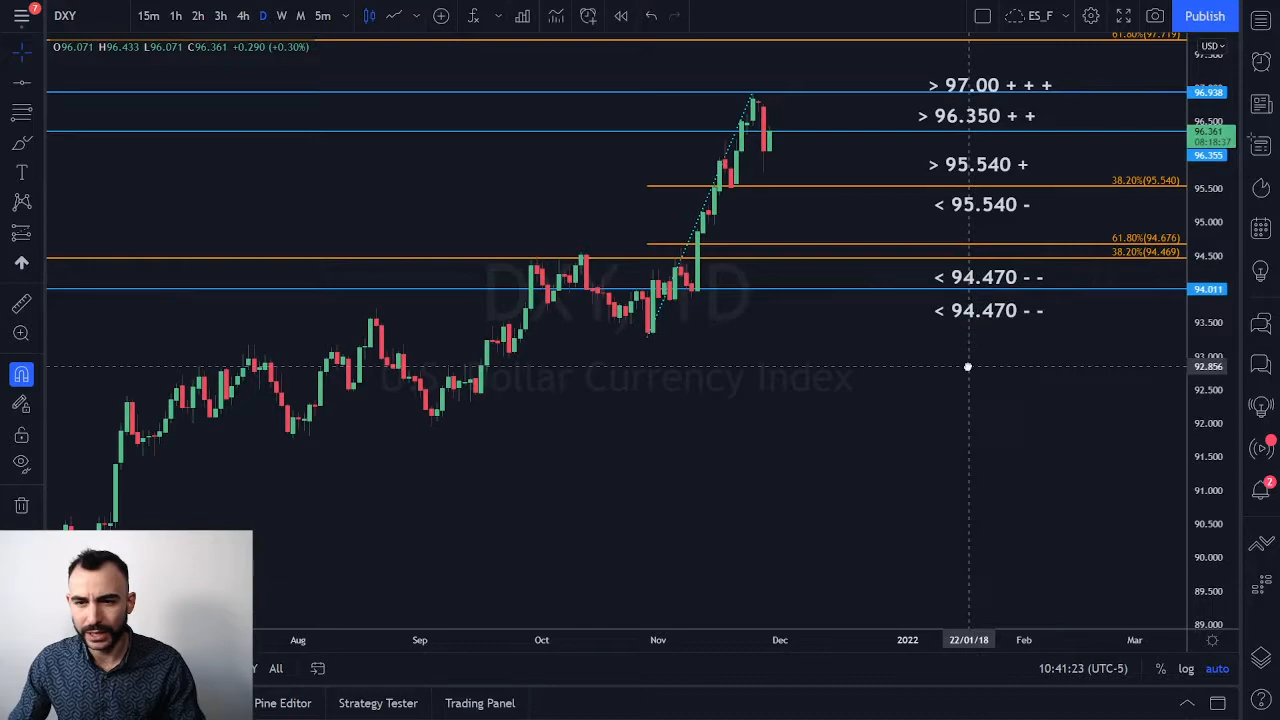 7
DXY
15m 1h 2h 3h 4h D W M 5m
ES_F
Publish
O96.071 H96.433 L96.071 C96.361 +0.290 (+0.30%)
61.80%(97.719)
USD
97.500
> 97.00 + + +
96.938
> 96.350 + +
96.500
96.361
08:18:37
96.355
> 95.540 +
38.20%(95.540)
95.500
< 95.540 -
95.000
61.80%(94.676)
38.20%(94.469)
94.500
< 94.470 - -
94.011
< 94.470 - -
93.500
DXY, 1D
U.S. Dollar Currency Index
93.000
92.856
92.500
92.000
91.500
91.000
90.500
90.000
89.500
89.000
2
Aug Sep Oct Nov Dec 2022 22/01/18 Feb Mar
All
10:41:23 (UTC-5) % log auto
Pine Editor Strategy Tester Trading Panel